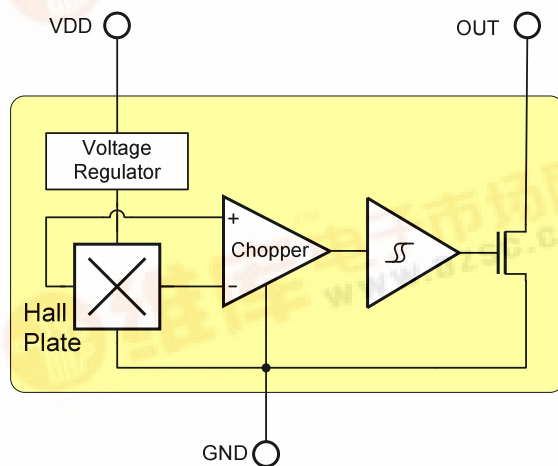 VDD
OUT
Voltage
Regulator
+
Chopper
−
Hall
Plate
GND